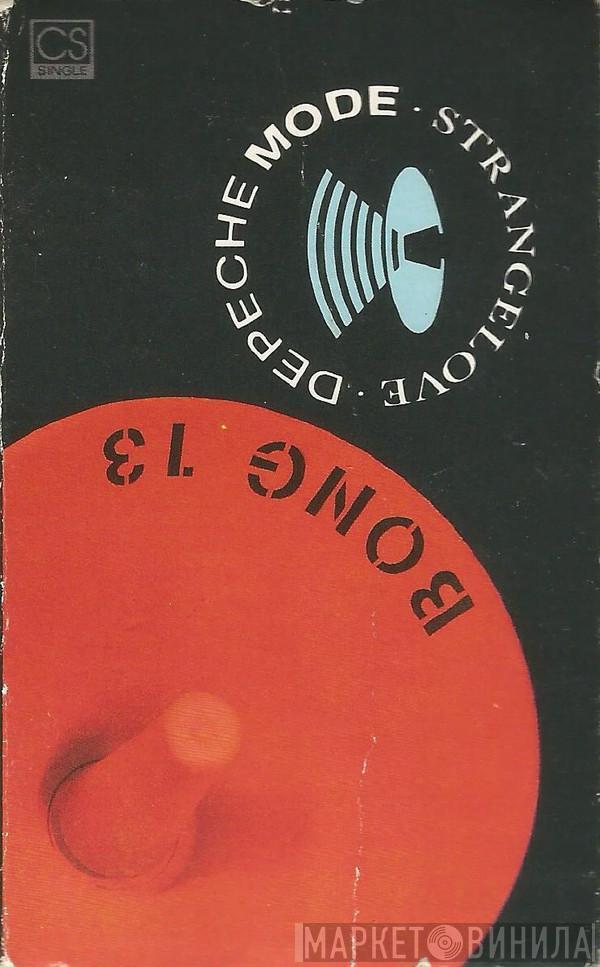 CS
SINGLE
DEPECHE MODE · STRANGELOVE ·
BONG 13
МАРКЕТ ВИНИЛА